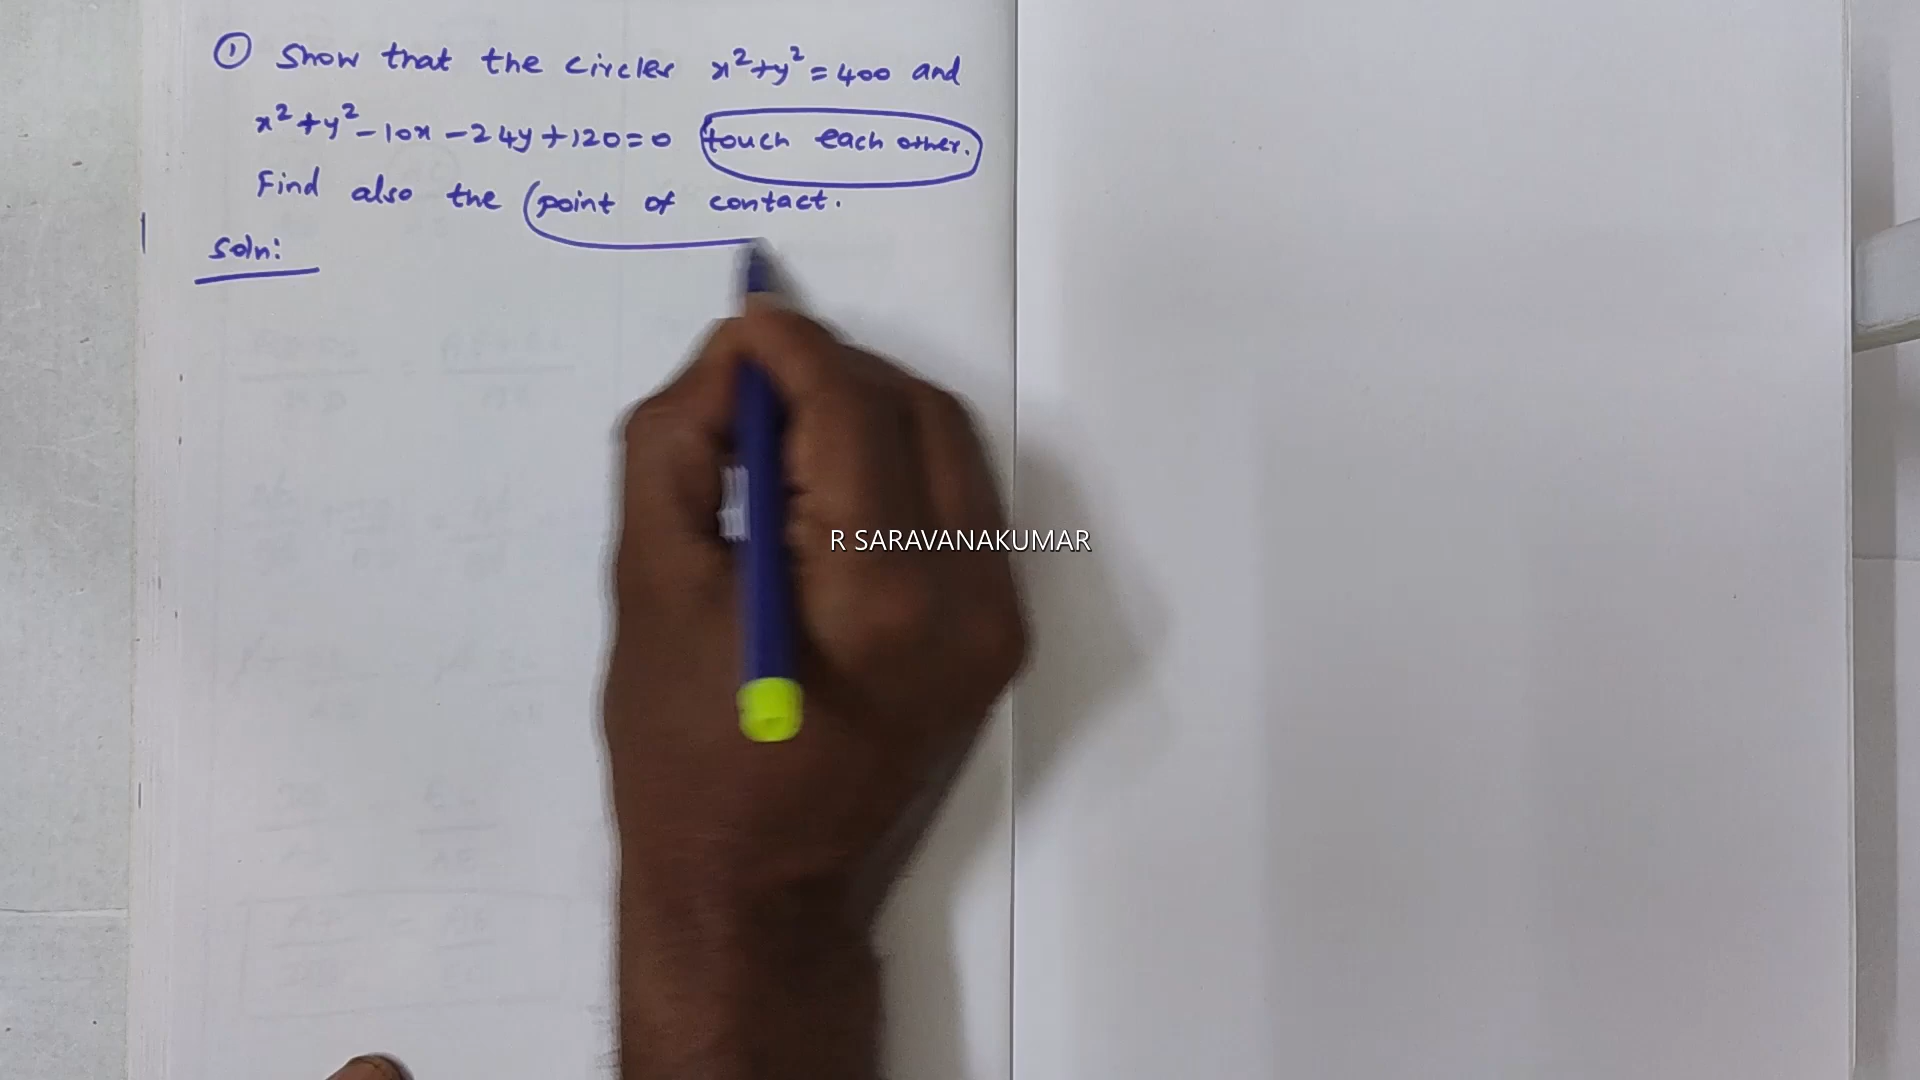 ① Show that the circles x²+y²=400 and
x²+y²-10x-24y+120=0 touch each other.
Find also the point of contact.
Soln:
R SARAVANAKUMAR